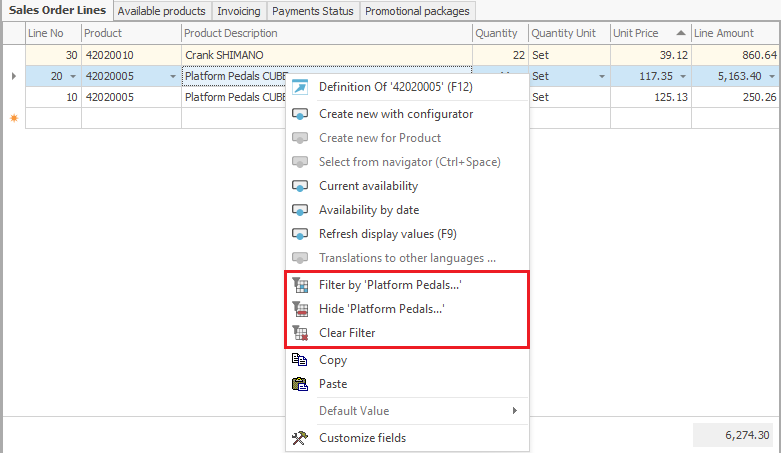 Sales Order Lines Available products Invoicing Payments Status Promotional packages
Line No Product Product Description Quantity Quantity Unit Unit Price Line Amount
30 42020010 Crank SHIMANO 22 Set 39.12 860.64
20 42020005 Platform Pedals CUBE Set 117.35 5,163.40
10 42020005 Platform Pedals CUBE Set 125.13 250.26
Definition Of '42020005' (F12)
Create new with configurator
Create new for Product
Select from navigator (Ctrl+Space)
Current availability
Availability by date
Refresh display values (F9)
Translations to other languages ...
Filter by 'Platform Pedals...'
Hide 'Platform Pedals...'
Clear Filter
Copy
Paste
Default Value
Customize fields
6,274.30